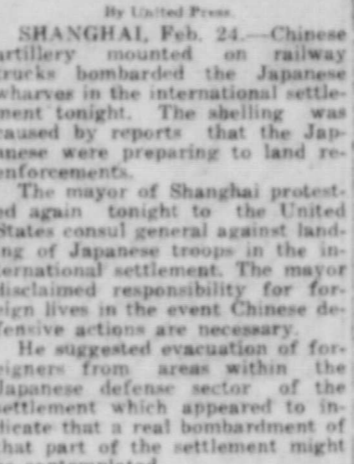 By United Press.
SHANGHAI, Feb. 24.—Chinese
artillery mounted on railway
trucks bombarded the Japanese
wharves in the international settle-
ment tonight. The shelling was
caused by reports that the Jap-
anese were preparing to land re-
enforcements.
The mayor of Shanghai protest-
ed again tonight to the United
States consul general against land-
ing of Japanese troops in the in-
ternational settlement. The mayor
disclaimed responsibility for for-
eign lives in the event Chinese de-
fensive actions are necessary.
He suggested evacuation of for-
eigners from areas within the
Japanese defense sector of the
settlement which appeared to in-
dicate that a real bombardment of
that part of the settlement might
be contemplated.